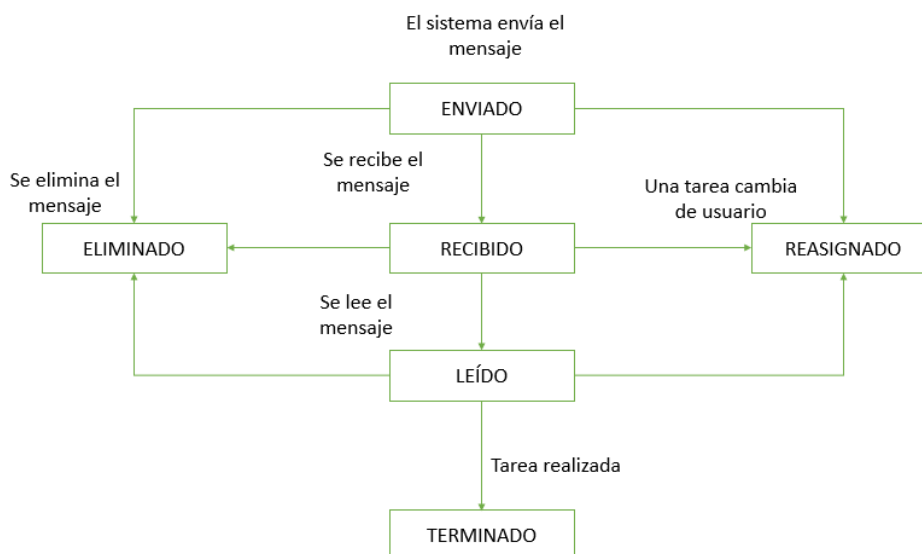 El sistema envía el
mensaje
ENVIADO
Se recibe el
mensaje
Se elimina el
mensaje
Una tarea cambia
de usuario
ELIMINADO
RECIBIDO
REASIGNADO
Se lee el
mensaje
LEÍDO
Tarea realizada
TERMINADO